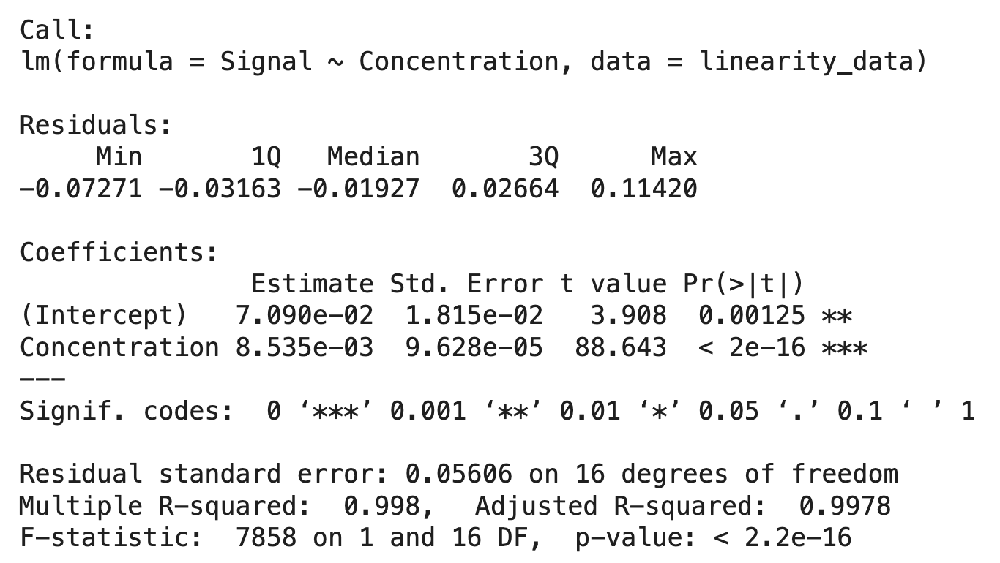 Call:
lm(formula = Signal ~ Concentration, data = linearity_data)
Residuals:
     Min       1Q   Median       3Q      Max
−0.07271 −0.03163 −0.01927  0.02664  0.11420
Coefficients:
               Estimate Std. Error t value Pr(>|t|)
(Intercept)   7.090e−02  1.815e−02   3.908  0.00125 **
Concentration 8.535e−03  9.628e−05  88.643  < 2e−16 ***
−−−
Signif. codes:  0 ‘***’ 0.001 ‘**’ 0.01 ‘*’ 0.05 ‘.’ 0.1 ‘ ’ 1
Residual standard error: 0.05606 on 16 degrees of freedom
Multiple R−squared:  0.998,   Adjusted R−squared:  0.9978
F−statistic:  7858 on 1 and 16 DF,  p−value: < 2.2e−16